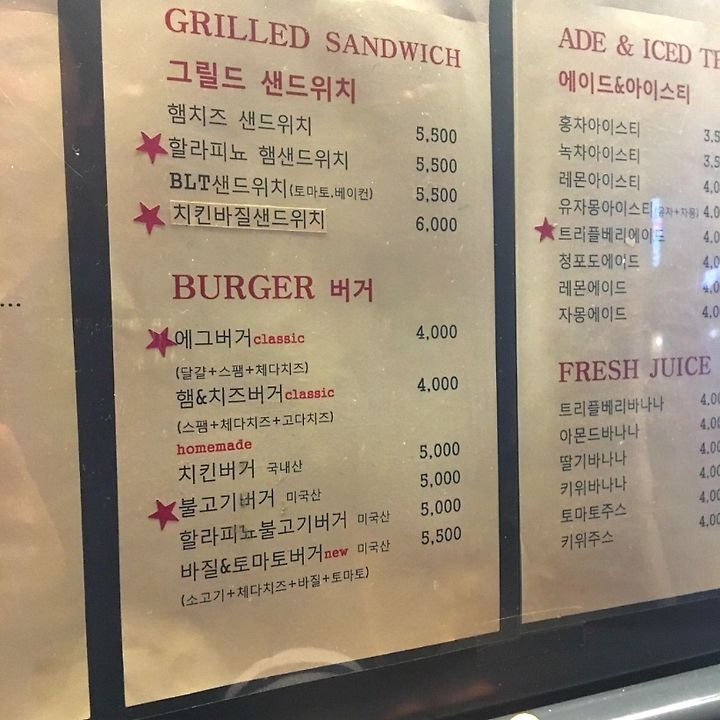 GRILLED SANDWICH
그릴드 샌드위치
햄치즈 샌드위치 5,500
할라피뇨 햄샌드위치 5,500
BLT샌드위치(토마토.베이컨) 5,500
치킨바질샌드위치 6,000
BURGER 버거
에그버거classic 4,000
(달걀+스팸+체다치즈)
햄&치즈버거classic 4,000
(스팸+체다치즈+고다치즈)
homemade
치킨버거 국내산 5,000
불고기버거 미국산 5,000
할라피뇨불고기버거 미국산 5,000
바질&토마토버거new 미국산 5,500
(소고기+체다치즈+바질+토마토)
ADE & ICED
에이드&아이스티
홍차아이스티
녹차아이스티
레몬아이스티
유자몽아이스티(유자+자몽)
트리플베리에이드
청포도에이드
레몬에이드
자몽에이드
FRESH JUICE
트리플베리바나나
아몬드바나나
딸기바나나
키위바나나
토마토주스
키위주스